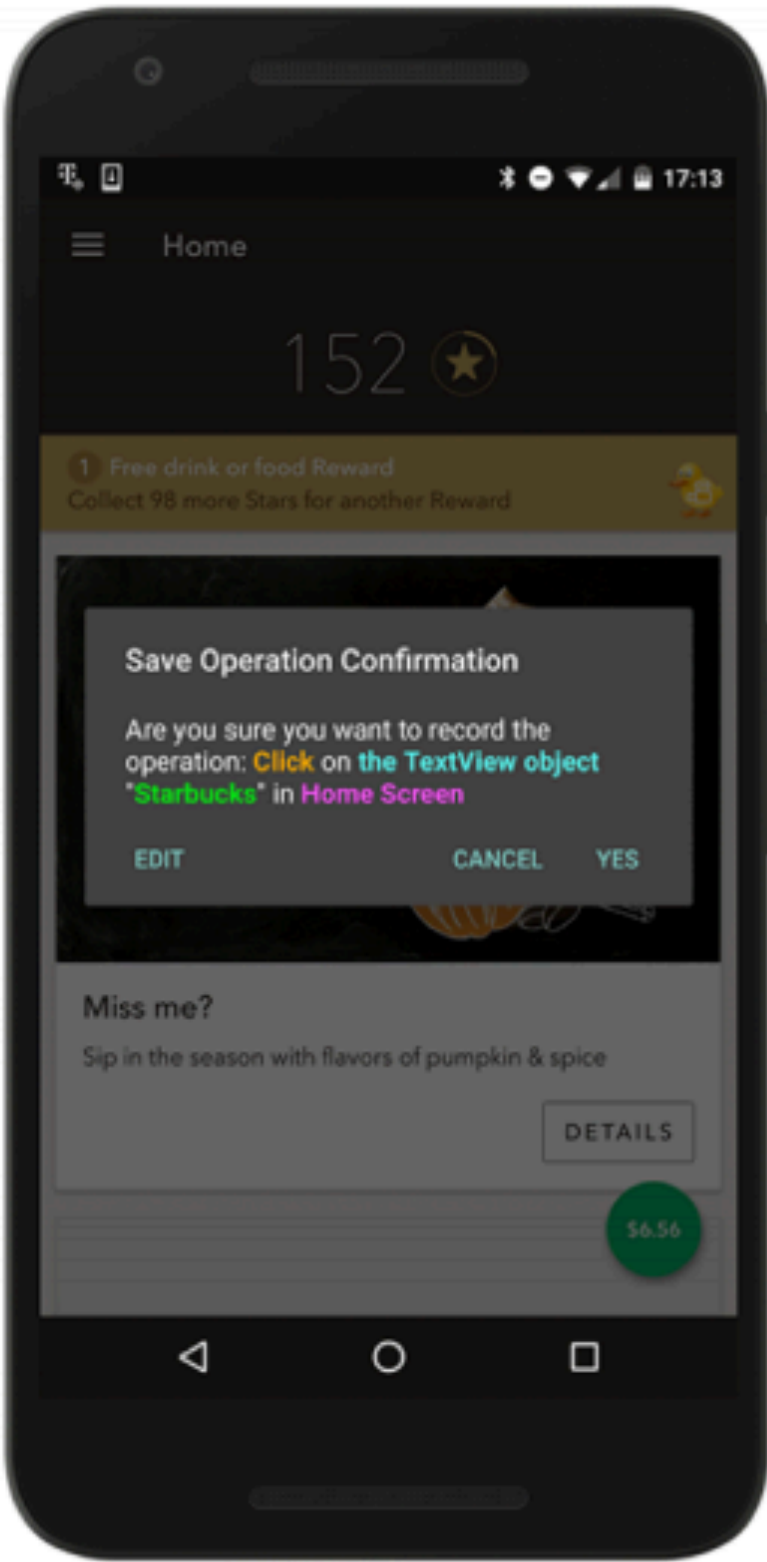 17:13
Home
152
1 Free drink or food Reward
Collect 98 more Stars for another Reward
Save Operation Confirmation
Are you sure you want to record the
operation: Click on the TextView object
"Starbucks" in Home Screen
EDIT CANCEL YES
Miss me?
Sip in the season with flavors of pumpkin & spice
DETAILS
$6.56